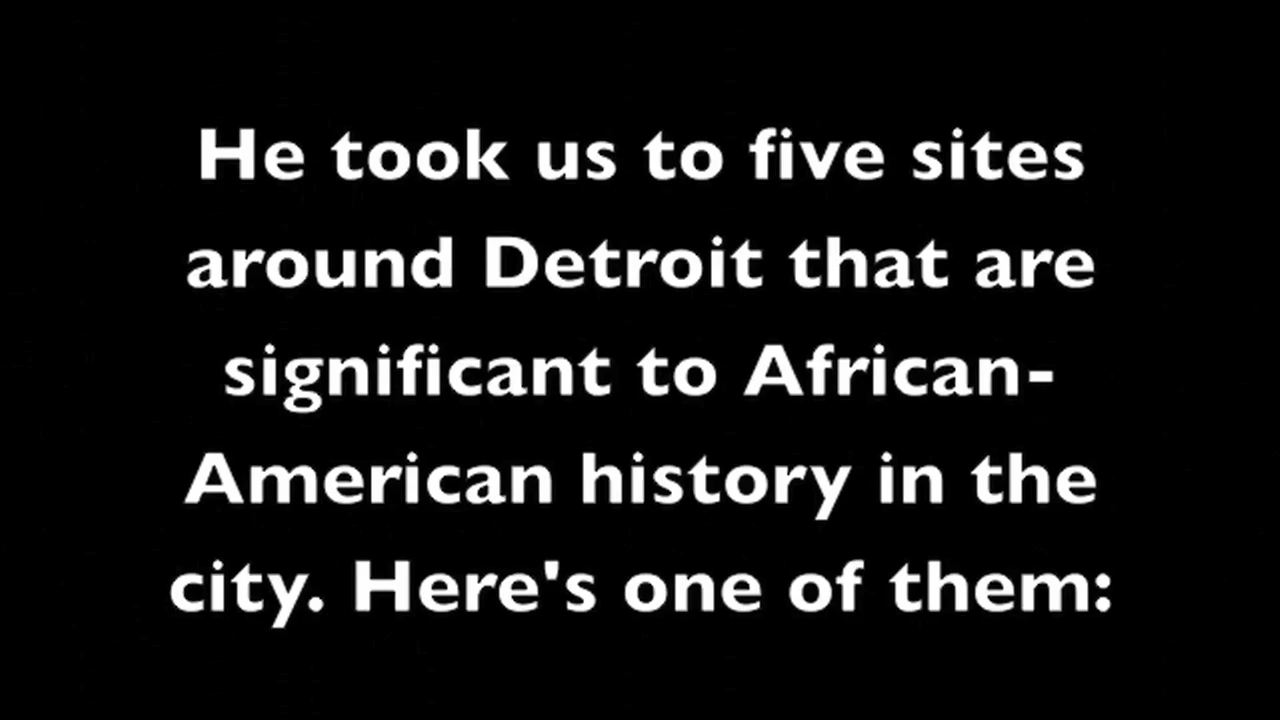 He took us to five sites
around Detroit that are
significant to African-
American history in the
city. Here's one of them: